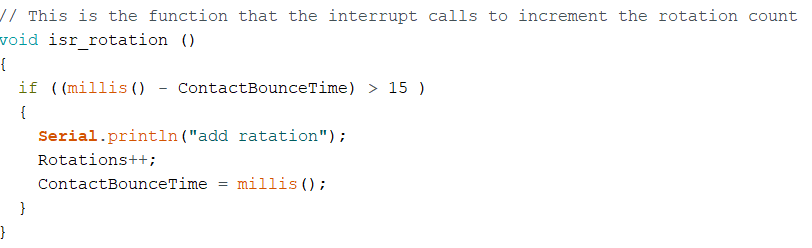 // This is the function that the interrupt calls to increment the rotation count
void isr_rotation ()
{
if ((millis() - ContactBounceTime) > 15 )
{
Serial.println("add ratation");
Rotations++;
ContactBounceTime = millis();
}
}